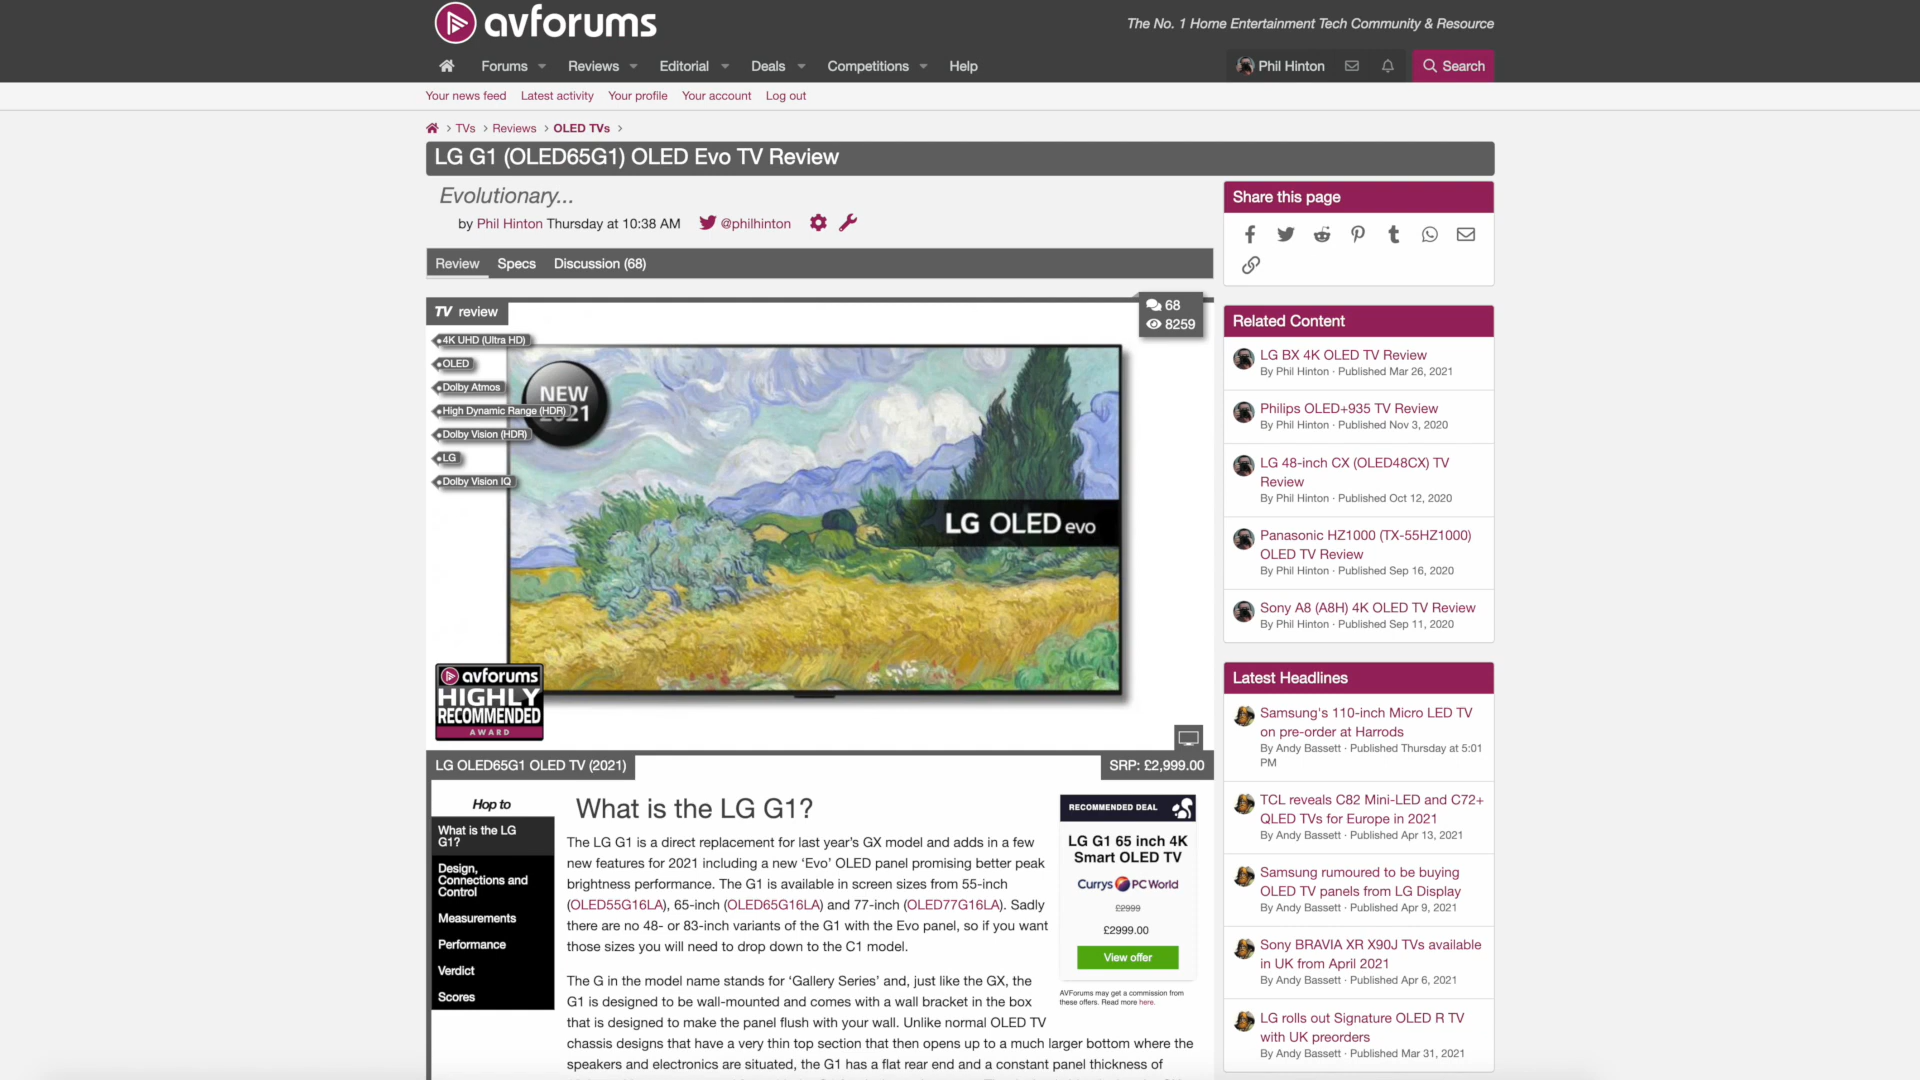 avforums
The No. 1 Home Entertainment Tech Community & Resource
Forums Reviews Editorial Deals Competitions Help
Phil Hinton
Search
Your news feed Latest activity Your profile Your account Log out
TVs > Reviews > OLED TVs >
LG G1 (OLED65G1) OLED Evo TV Review
Evolutionary...
by Phil Hinton Thursday at 10:38 AM @philhinton
Review Specs Discussion (68)
TV review
68
8259
4K UHD (Ultra HD)
OLED
Dolby Atmos
High Dynamic Range (HDR)
Dolby Vision (HDR)
LG
Dolby Vision IQ
NEW
LG OLED evo
avforums
HIGHLY
RECOMMENDED
AWARD
LG OLED65G1 OLED TV (2021)
SRP: £2,999.00
Hop to
What is the LG
G1?
Design,
Connections and
Control
Measurements
Performance
Verdict
Scores
What is the LG G1?
The LG G1 is a direct replacement for last year's GX model and adds in a few
new features for 2021 including a new ‘Evo’ OLED panel promising better peak
brightness performance. The G1 is available in screen sizes from 55-inch
(OLED55G16LA), 65-inch (OLED65G16LA) and 77-inch (OLED77G16LA). Sadly
there are no 48- or 83-inch variants of the G1 with the Evo panel, so if you want
those sizes you will need to drop down to the C1 model.
The G in the model name stands for ‘Gallery Series’ and, just like the GX, the
G1 is designed to be wall-mounted and comes with a wall bracket in the box
that is designed to make the panel flush with your wall. Unlike normal OLED TV
chassis designs that have a very thin top section that then opens up to a much larger bottom where the
speakers and electronics are situated, the G1 has a flat rear end and a constant panel thickness of
RECOMMENDED DEAL
LG G1 65 inch 4K
Smart OLED TV
Currys PC World
£2999
£2999.00
View offer
AVForums may get a commission from
these offers. Read more here.
Share this page
Related Content
LG BX 4K OLED TV Review
By Phil Hinton · Published Mar 26, 2021
Philips OLED+935 TV Review
By Phil Hinton · Published Nov 3, 2020
LG 48-inch CX (OLED48CX) TV
Review
By Phil Hinton · Published Oct 12, 2020
Panasonic HZ1000 (TX-55HZ1000)
OLED TV Review
By Phil Hinton · Published Sep 16, 2020
Sony A8 (A8H) 4K OLED TV Review
By Phil Hinton · Published Sep 11, 2020
Latest Headlines
Samsung's 110-inch Micro LED TV
on pre-order at Harrods
By Andy Bassett · Published Thursday at 5:01
PM
TCL reveals C82 Mini-LED and C72+
QLED TVs for Europe in 2021
By Andy Bassett · Published Apr 13, 2021
Samsung rumoured to be buying
OLED TV panels from LG Display
By Andy Bassett · Published Apr 9, 2021
Sony BRAVIA XR X90J TVs available
in UK from April 2021
By Andy Bassett · Published Apr 6, 2021
LG rolls out Signature OLED R TV
with UK preorders
By Andy Bassett · Published Mar 31, 2021